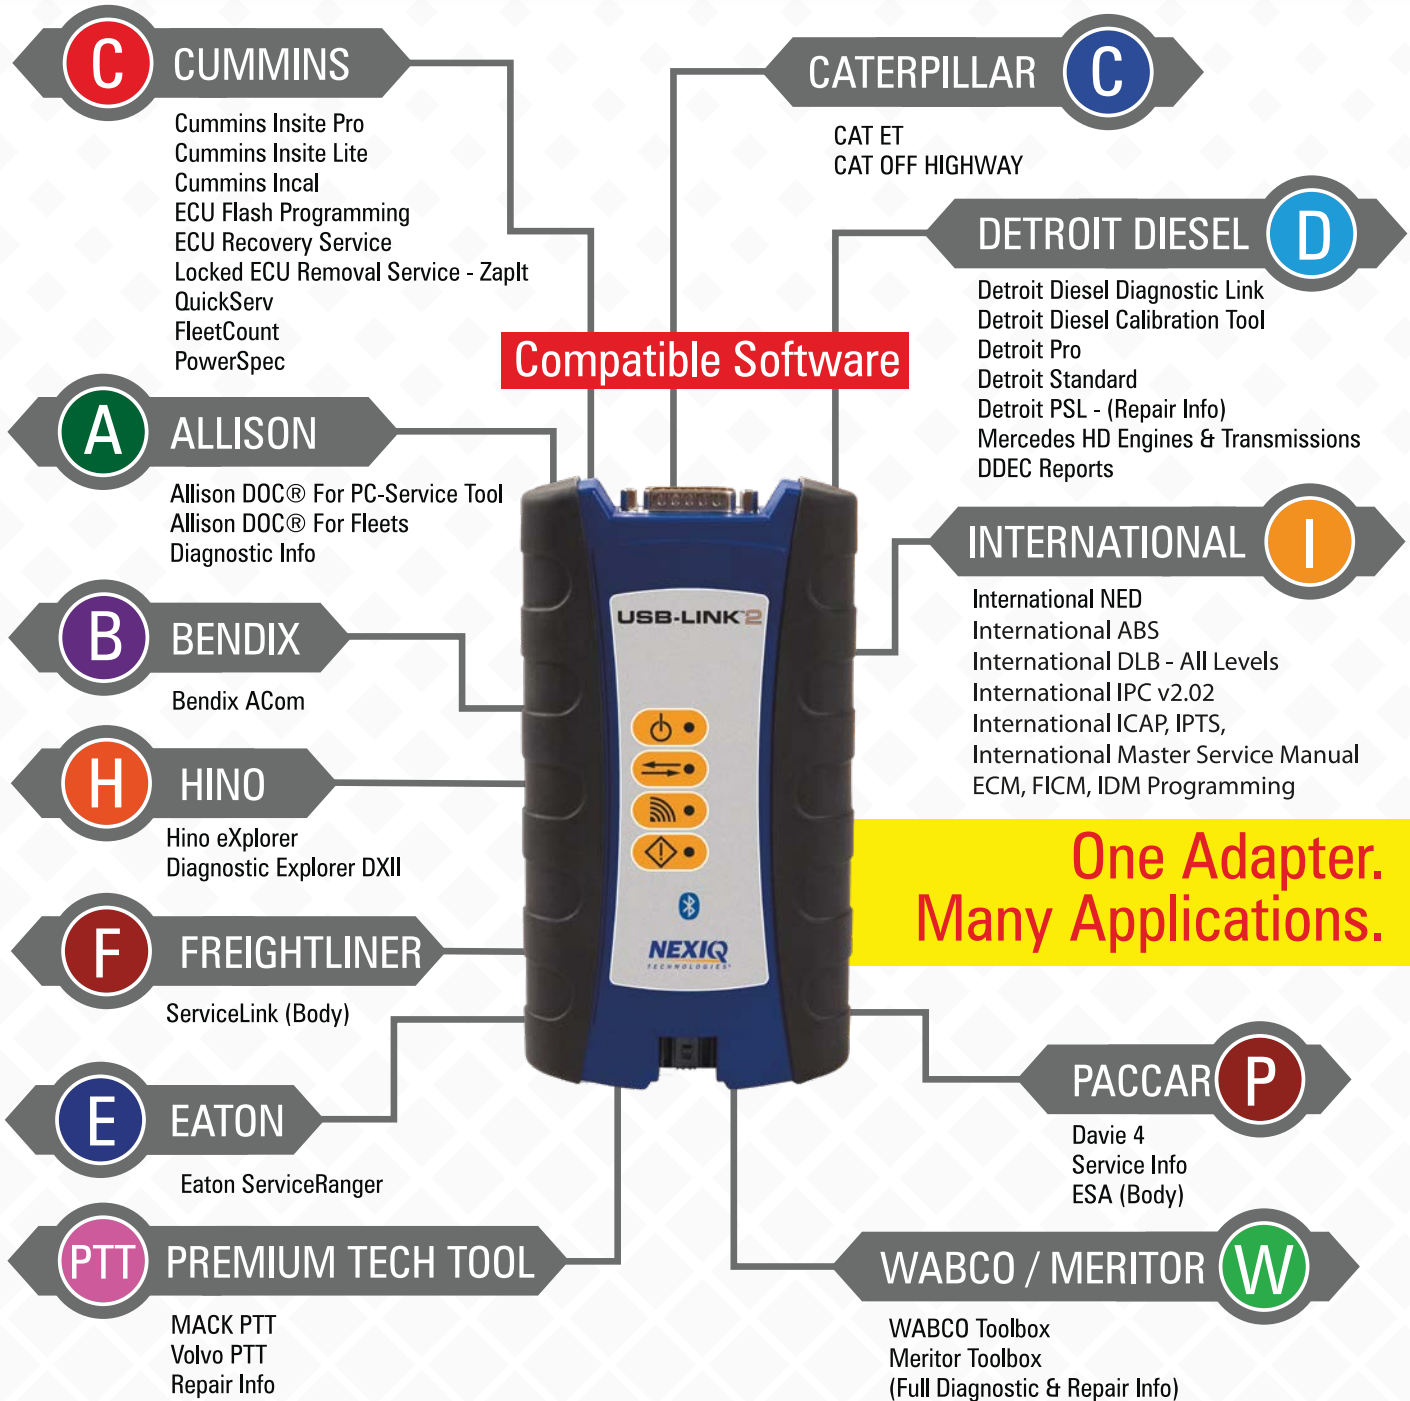 C CUMMINS
Cummins Insite Pro
Cummins Insite Lite
Cummins Incal
ECU Flash Programming
ECU Recovery Service
Locked ECU Removal Service - ZapIt
QuickServ
FleetCount
PowerSpec
CATERPILLAR C
CAT ET
CAT OFF HIGHWAY
DETROIT DIESEL D
Detroit Diesel Diagnostic Link
Detroit Diesel Calibration Tool
Detroit Pro
Detroit Standard
Detroit PSL - (Repair Info)
Mercedes HD Engines & Transmissions
DDEC Reports
Compatible Software
A ALLISON
Allison DOC® For PC-Service Tool
Allison DOC® For Fleets
Diagnostic Info
INTERNATIONAL I
International NED
International ABS
International DLB - All Levels
International IPC v2.02
International ICAP, IPTS,
International Master Service Manual
ECM, FICM, IDM Programming
B BENDIX
Bendix ACom
USB-LINK™2
NEXIQ
TECHNOLOGIES®
H HINO
Hino eXplorer
Diagnostic Explorer DXII
One Adapter.
Many Applications.
F FREIGHTLINER
ServiceLink (Body)
E EATON
Eaton ServiceRanger
PACCAR P
Davie 4
Service Info
ESA (Body)
PTT PREMIUM TECH TOOL
MACK PTT
Volvo PTT
Repair Info
WABCO / MERITOR W
WABCO Toolbox
Meritor Toolbox
(Full Diagnostic & Repair Info)